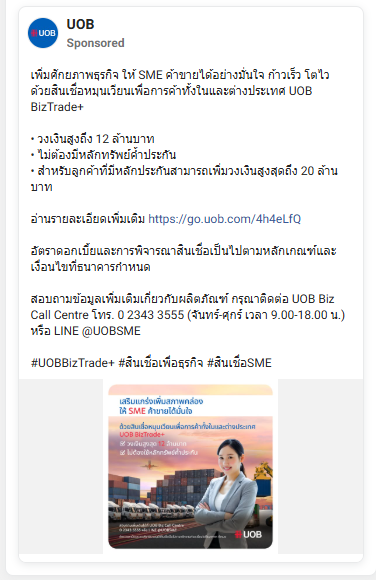 UOB
Sponsored
UOB
เพิ่มศักยภาพธุรกิจ ให้ SME ค้าขายได้อย่างมั่นใจ ก้าวเร็ว โตไว
ด้วยสินเชื่อหมุนเวียนเพื่อการค้าทั้งในและต่างประเทศ UOB
BizTrade+
• วงเงินสูงถึง 12 ล้านบาท
• ไม่ต้องมีหลักทรัพย์ค้ำประกัน
• สำหรับลูกค้าที่มีหลักประกันสามารถเพิ่มวงเงินสูงสุดถึง 20 ล้าน
บาท
อ่านรายละเอียดเพิ่มเติม https://go.uob.com/4h4eLfQ
อัตราดอกเบี้ยและการพิจารณาสินเชื่อเป็นไปตามหลักเกณฑ์และ
เงื่อนไขที่ธนาคารกำหนด
สอบถามข้อมูลเพิ่มเติมเกี่ยวกับผลิตภัณฑ์ กรุณาติดต่อ UOB Biz
Call Centre โทร. 0 2343 3555 (จันทร์-ศุกร์ เวลา 9.00-18.00 น.)
หรือ LINE @UOBSME
#UOBBizTrade+ #สินเชื่อเพื่อธุรกิจ #สินเชื่อSME
เสริมแกร่งเพิ่มสภาพคล่อง
ให้ SME ค้าขายได้มั่นใจ
ด้วยสินเชื่อหมุนเวียนเพื่อการค้าทั้งในและต่างประเทศ
UOB BizTrade+
วงเงินสูงสุด 12 ล้านบาท
ไม่ต้องใช้หลักทรัพย์ค้ำประกัน
UOB